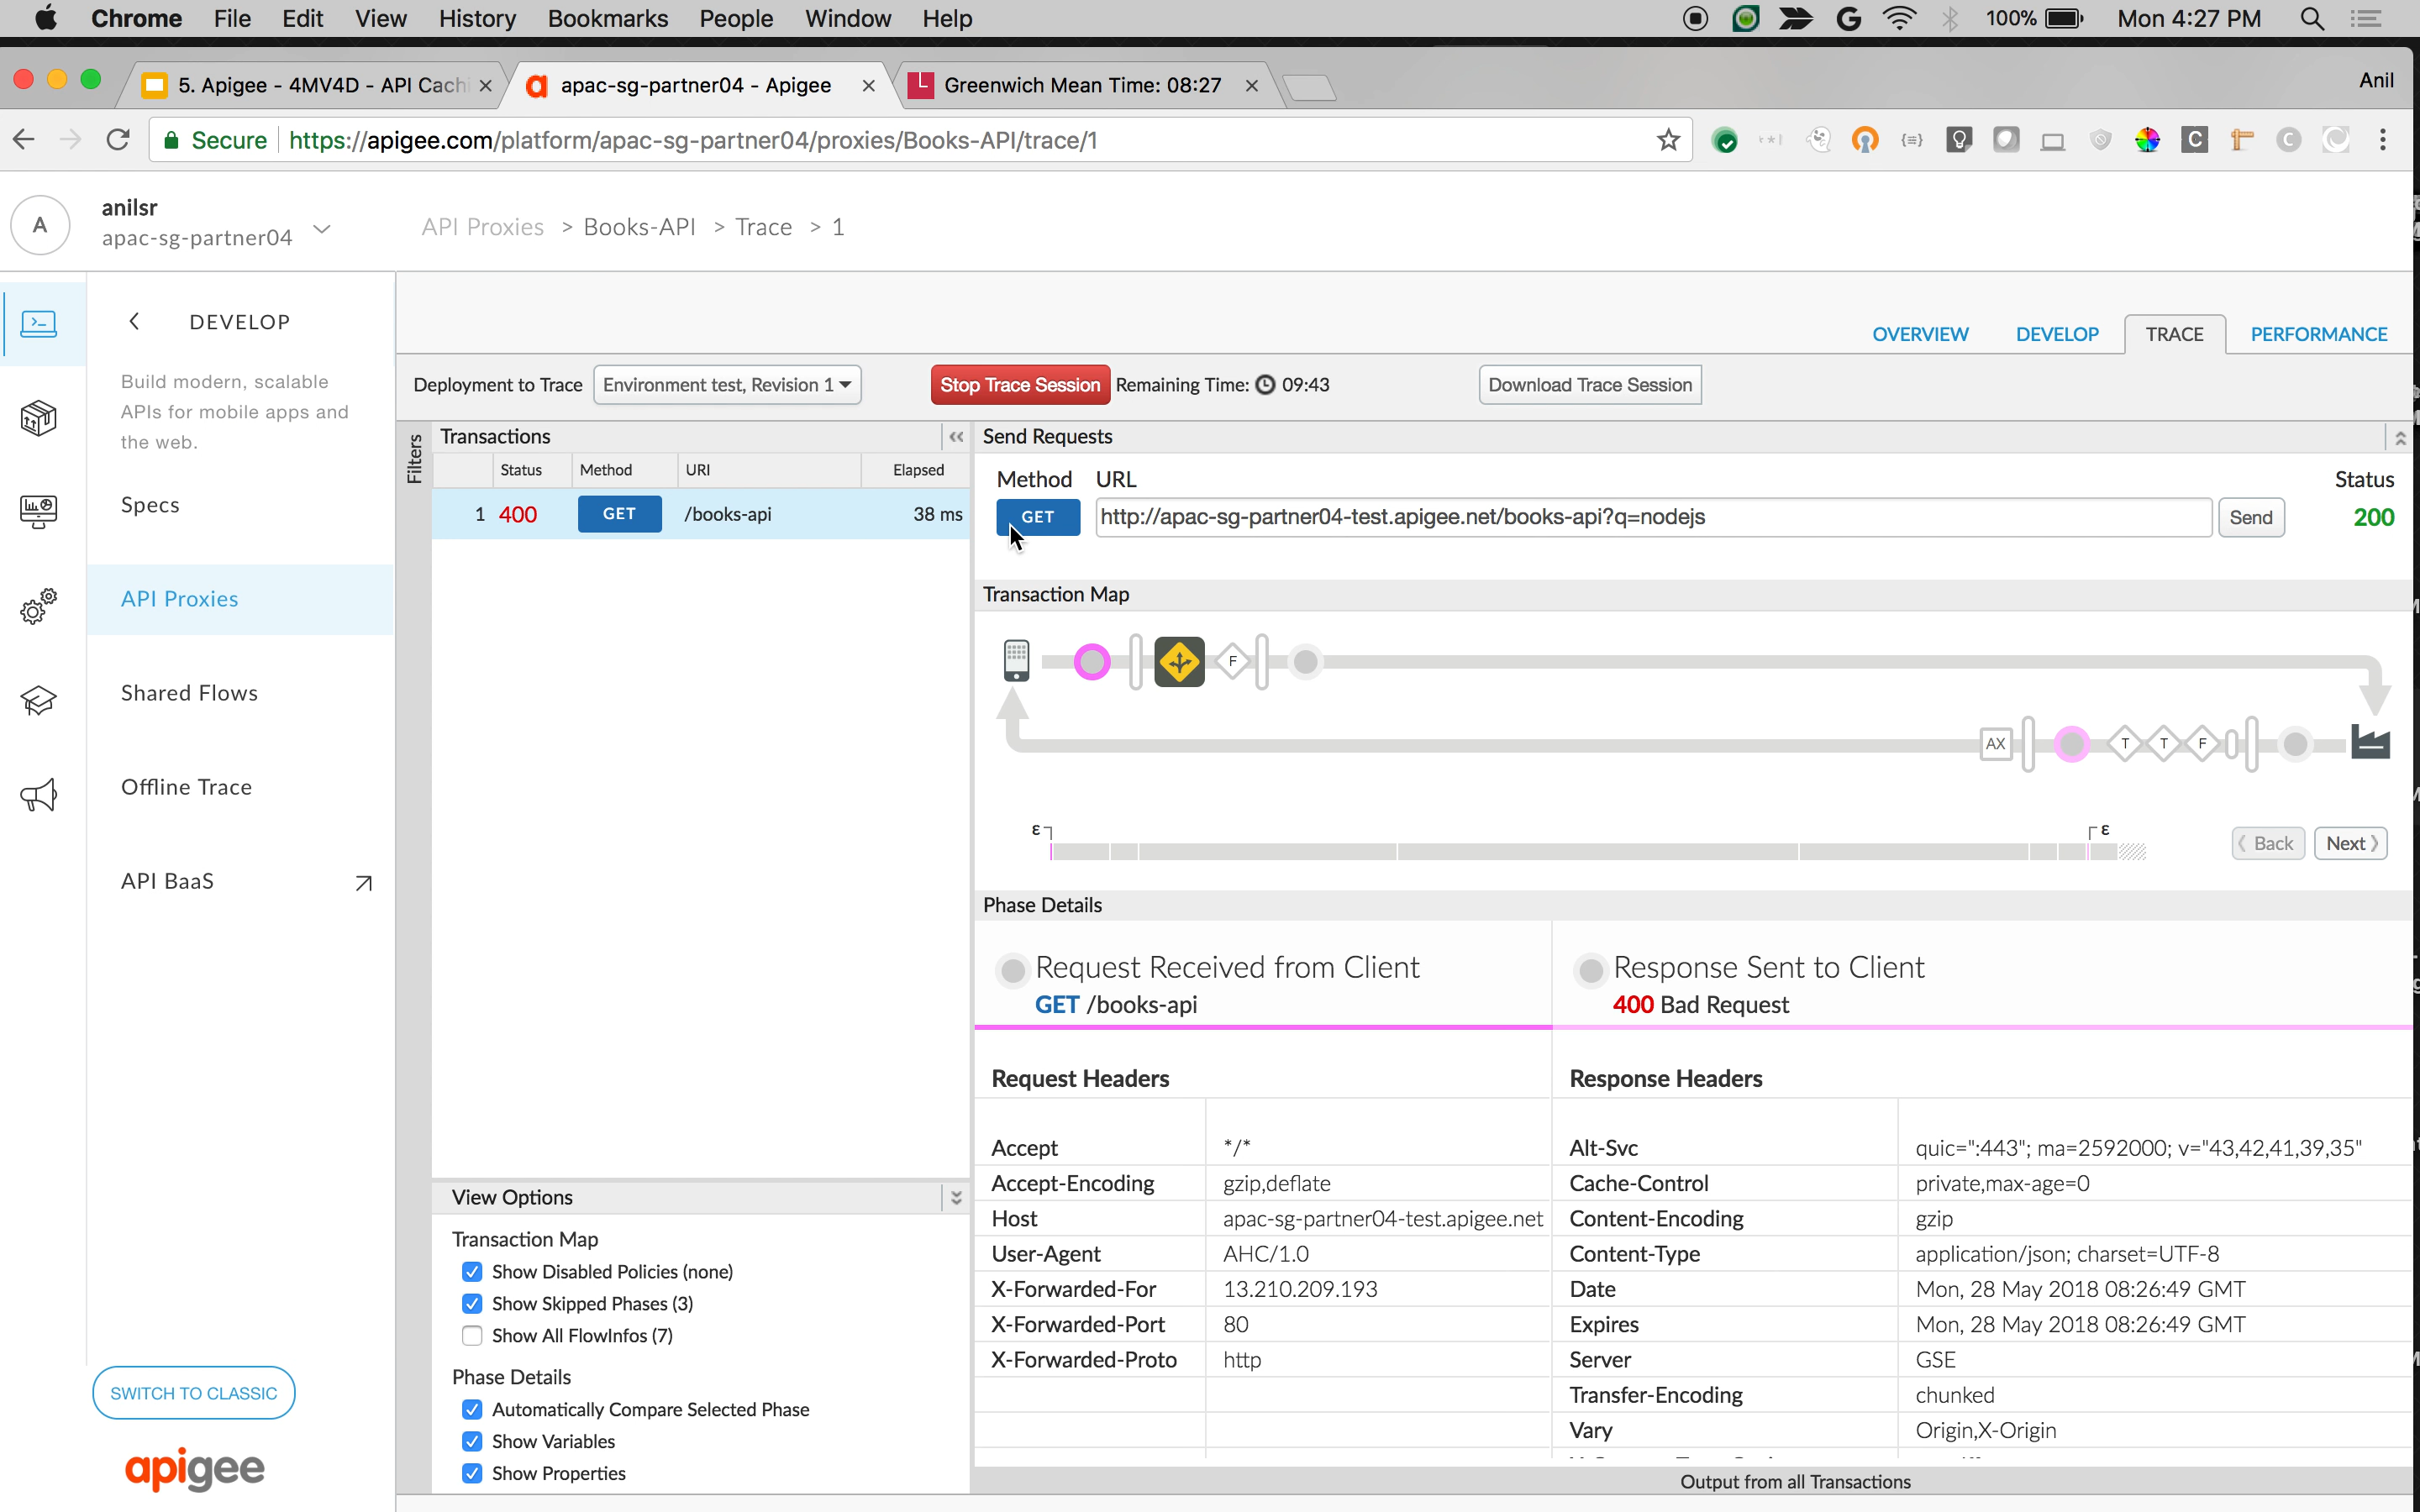 Chrome File Edit View History Bookmarks People Window Help
100% Mon 4:27 PM
5. Apigee - 4MV4D - API Cachi
apac-sg-partner04 - Apigee
Greenwich Mean Time: 08:27
Anil
Secure https://apigee.com/platform/apac-sg-partner04/proxies/Books-API/trace/1
A
anilsr
apac-sg-partner04
API Proxies > Books-API > Trace > 1
DEVELOP
Build modern, scalable
APIs for mobile apps and
the web.
Specs
API Proxies
Shared Flows
Offline Trace
API BaaS
SWITCH TO CLASSIC
apigee
OVERVIEW DEVELOP TRACE PERFORMANCE
Deployment to Trace Environment test, Revision 1 Stop Trace Session Remaining Time: 09:43 Download Trace Session
Filters
Transactions
Status Method URI Elapsed
1 400 GET /books-api 38 ms
View Options
Transaction Map
Show Disabled Policies (none)
Show Skipped Phases (3)
Show All FlowInfos (7)
Phase Details
Automatically Compare Selected Phase
Show Variables
Show Properties
Send Requests
Method URL Status
GET http://apac-sg-partner04-test.apigee.net/books-api?q=nodejs Send 200
Transaction Map
F
AX T T F
ε ε
Back Next
Phase Details
Request Received from Client
GET /books-api
Response Sent to Client
400 Bad Request
Request Headers
Accept */*
Accept-Encoding gzip,deflate
Host apac-sg-partner04-test.apigee.net
User-Agent AHC/1.0
X-Forwarded-For 13.210.209.193
X-Forwarded-Port 80
X-Forwarded-Proto http
Response Headers
Alt-Svc quic=":443"; ma=2592000; v="43,42,41,39,35"
Cache-Control private,max-age=0
Content-Encoding gzip
Content-Type application/json; charset=UTF-8
Date Mon, 28 May 2018 08:26:49 GMT
Expires Mon, 28 May 2018 08:26:49 GMT
Server GSE
Transfer-Encoding chunked
Vary Origin,X-Origin
Output from all Transactions